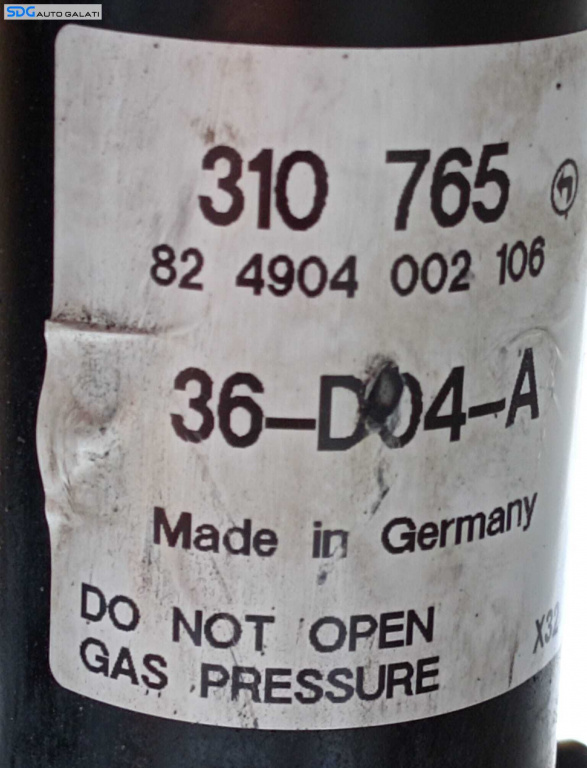 SDG AUTO GALATI
310 765
82 4904 002 106
36-D04-A
Made in Germany
DO NOT OPEN
GAS PRESSURE